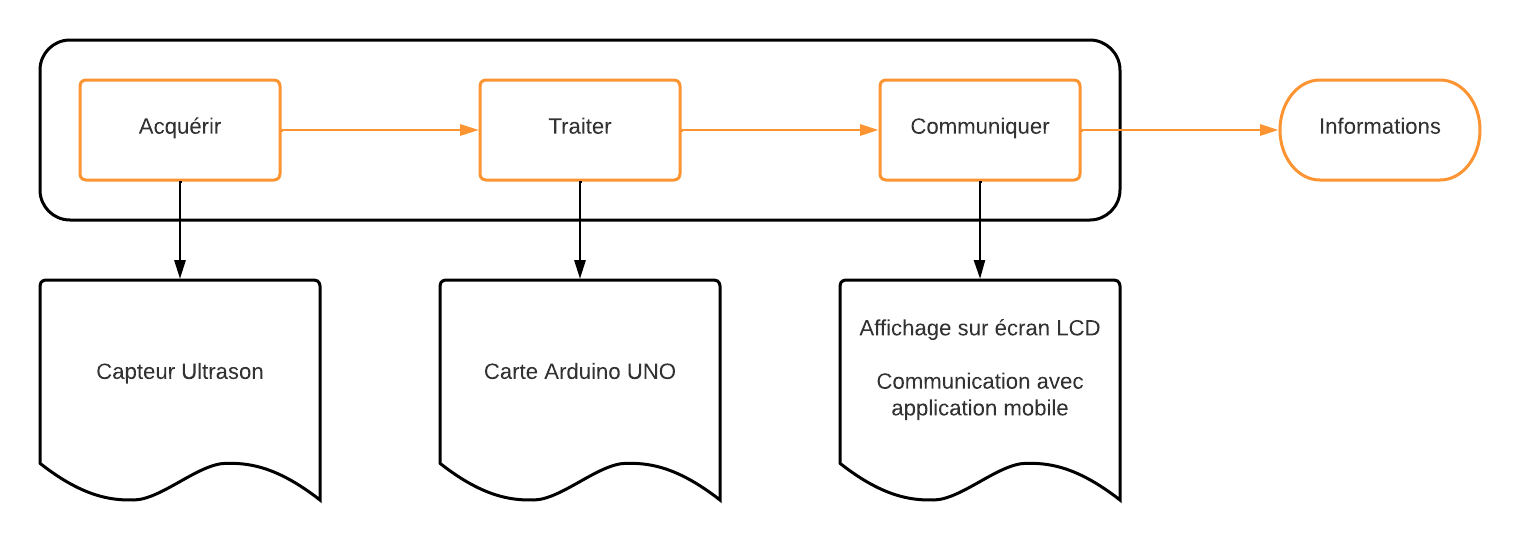 Acquérir
Traiter
Communiquer
Informations
Capteur Ultrason
Carte Arduino UNO
Affichage sur écran LCD
Communication avec
application mobile